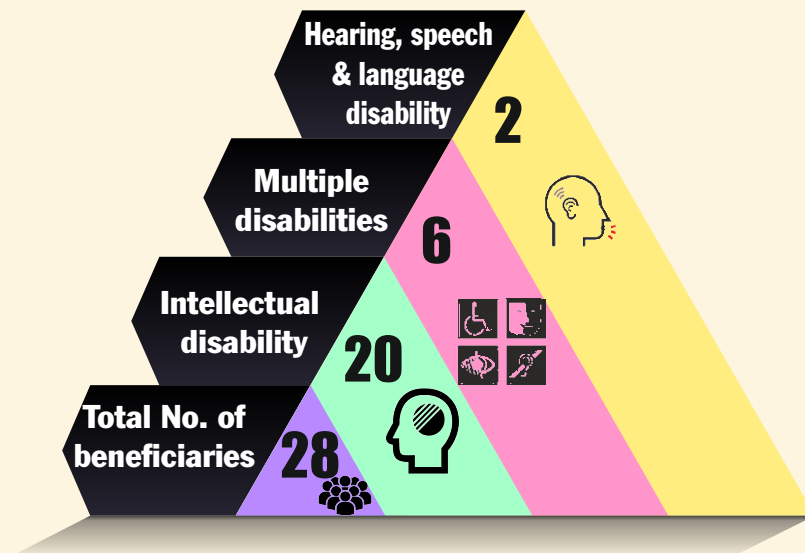 Hearing, speech
& language
disability
2
Multiple
disabilities
6
Intellectual
disability
20
Total No. of
beneficiaries
28